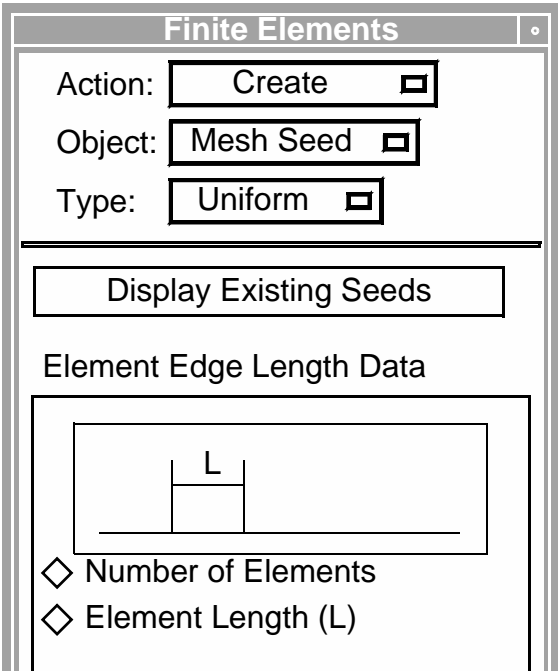 Finite Elements
Action: Create
Object: Mesh Seed
Type: Uniform
Display Existing Seeds
Element Edge Length Data
L
Number of Elements
Element Length (L)